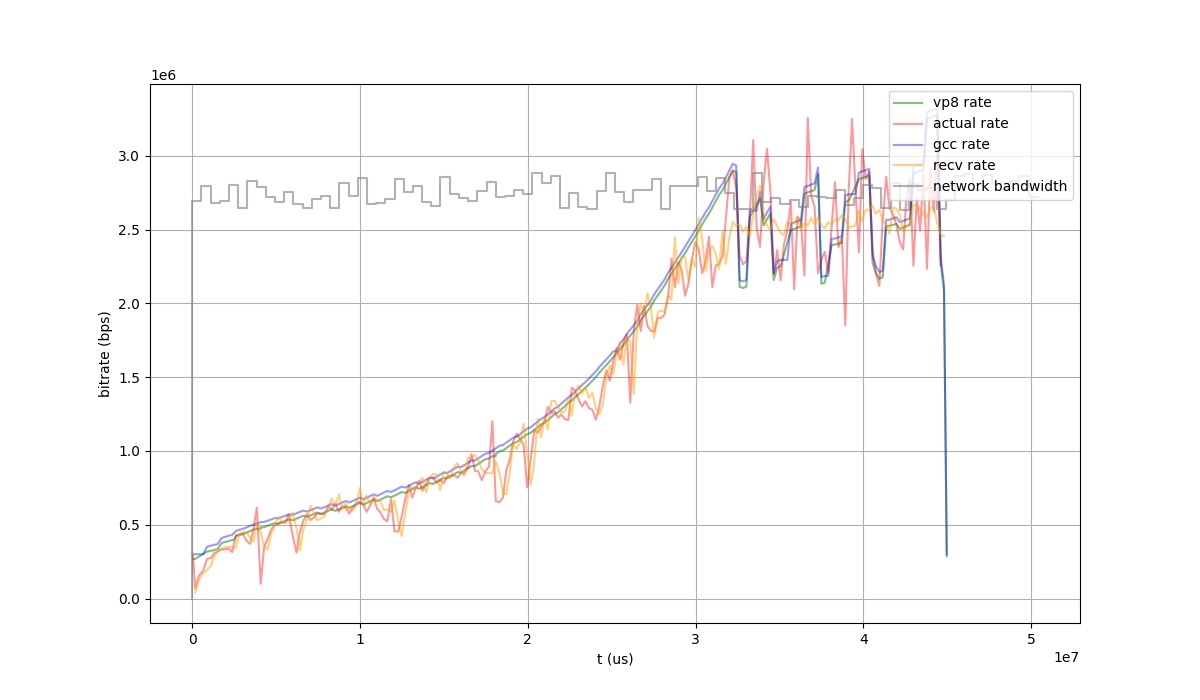 1e6
vp8 rate
actual rate
gcc rate
recv rate
network bandwidth
3.0
2.5
2.0
1.5
1.0
0.5
0.0
bitrate (bps)
0 1 2 3 4 5
1e7
t (us)